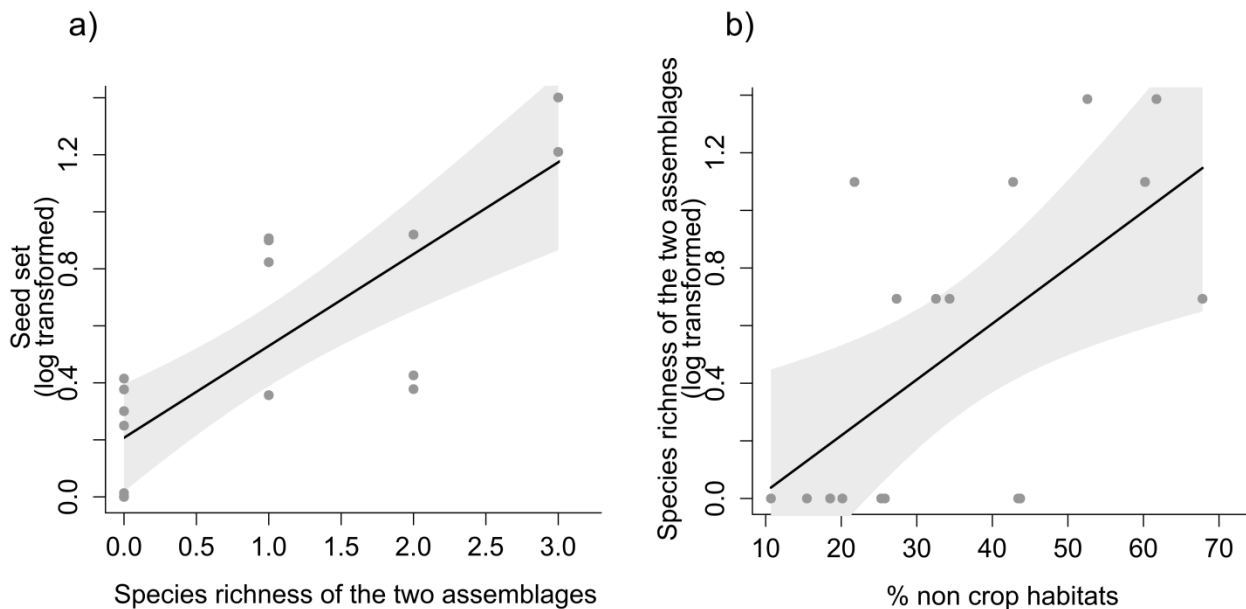 a)
Seed set
(log transformed)
1.2
0.8
0.4
0.0
0.0 0.5 1.0 1.5 2.0 2.5 3.0
Species richness of the two assemblages
b)
Species richness of the two assemblages
(log transformed)
1.2
0.8
0.4
0.0
10 20 30 40 50 60 70
% non crop habitats